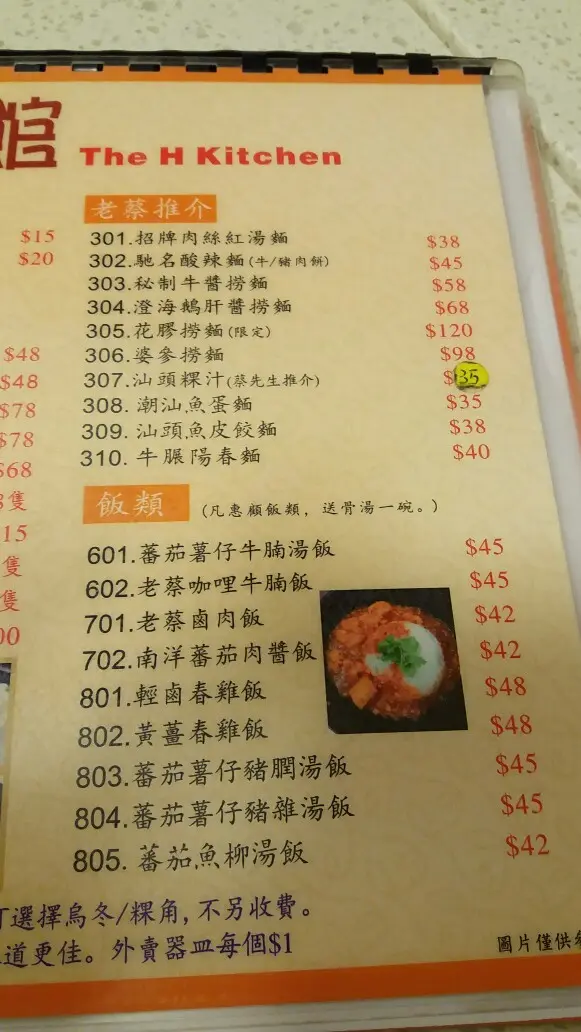 館
The H Kitchen
老蔡推介
$15
$20
$48
$48
$78
$78
$68
隻
15
隻
隻
00
301.招牌肉絲紅湯麵 $38
302.馳名酸辣麵(牛/豬肉餅) $45
303.秘制牛醬撈麵 $58
304.澄海鵝肝醬撈麵 $68
305.花膠撈麵(限定) $120
306.婆參撈麵 $98
307.汕頭粿汁(蔡先生推介) $35
308.潮汕魚蛋麵 $35
309.汕頭魚皮餃麵 $38
310.牛𦟌陽春麵 $40
飯類 (凡惠顧飯類，送骨湯一碗。)
601.蕃茄薯仔牛腩湯飯 $45
602.老蔡咖哩牛腩飯 $45
701.老蔡鹵肉飯 $42
702.南洋蕃茄肉醬飯 $42
801.輕鹵春雞飯 $48
802.黃薑春雞飯 $48
803.蕃茄薯仔豬膶湯飯 $45
804.蕃茄薯仔豬雜湯飯 $45
805.蕃茄魚柳湯飯 $42
選擇烏冬/粿角,不另收費。
道更佳。外賣器皿每個$1
圖片僅供